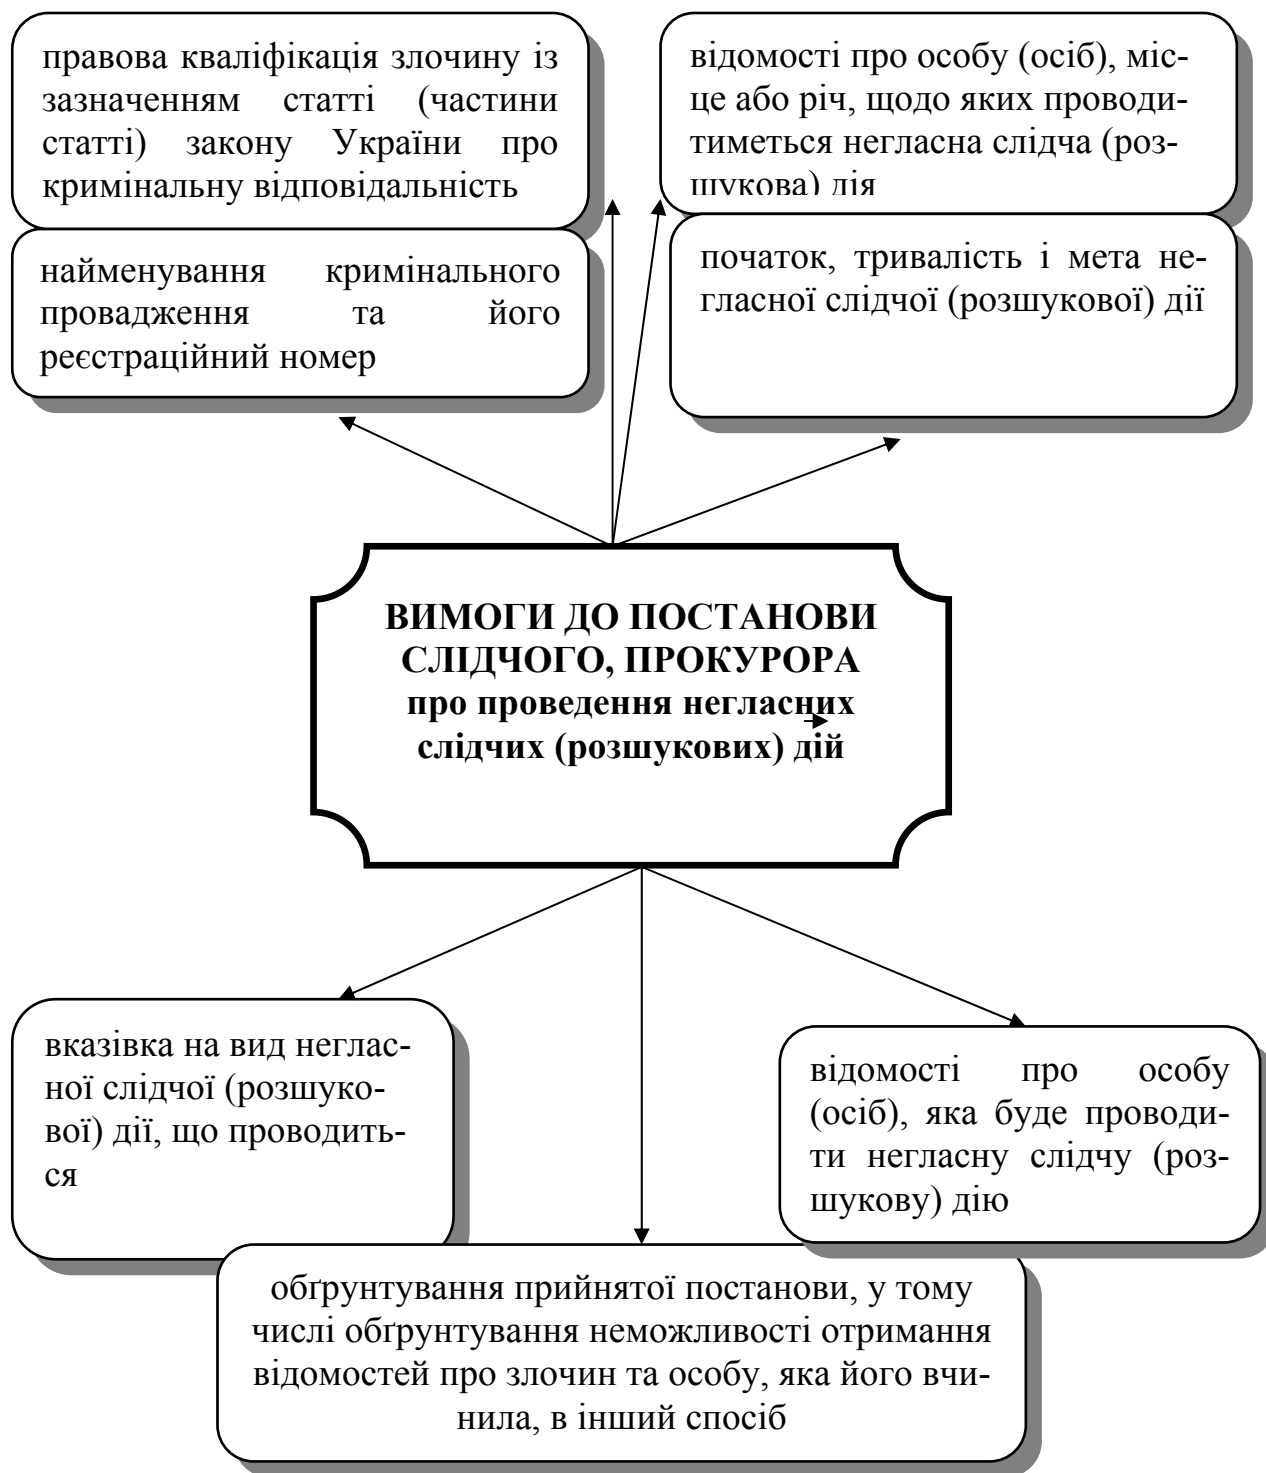 правова кваліфікація злочину із
зазначенням статті (частини
статті) закону України про
кримінальну відповідальність
відомості про особу (осіб), міс-
це або річ, щодо яких проводи-
тиметься негласна слідча (роз-
шукова) дія
найменування кримінального
провадження та його
реєстраційний номер
початок, тривалість і мета не-
гласної слідчої (розшукової) дії
ВИМОГИ ДО ПОСТАНОВИ
СЛІДЧОГО, ПРОКУРОРА
про проведення негласних
слідчих (розшукових) дій
вказівка на вид неглас-
ної слідчої (розшуко-
вої) дії, що проводить-
ся
відомості про особу
(осіб), яка буде проводи-
ти негласну слідчу (роз-
шукову) дію
обґрунтування прийнятої постанови, у тому
числі обґрунтування неможливості отримання
відомостей про злочин та особу, яка його вчи-
нила, в інший спосіб